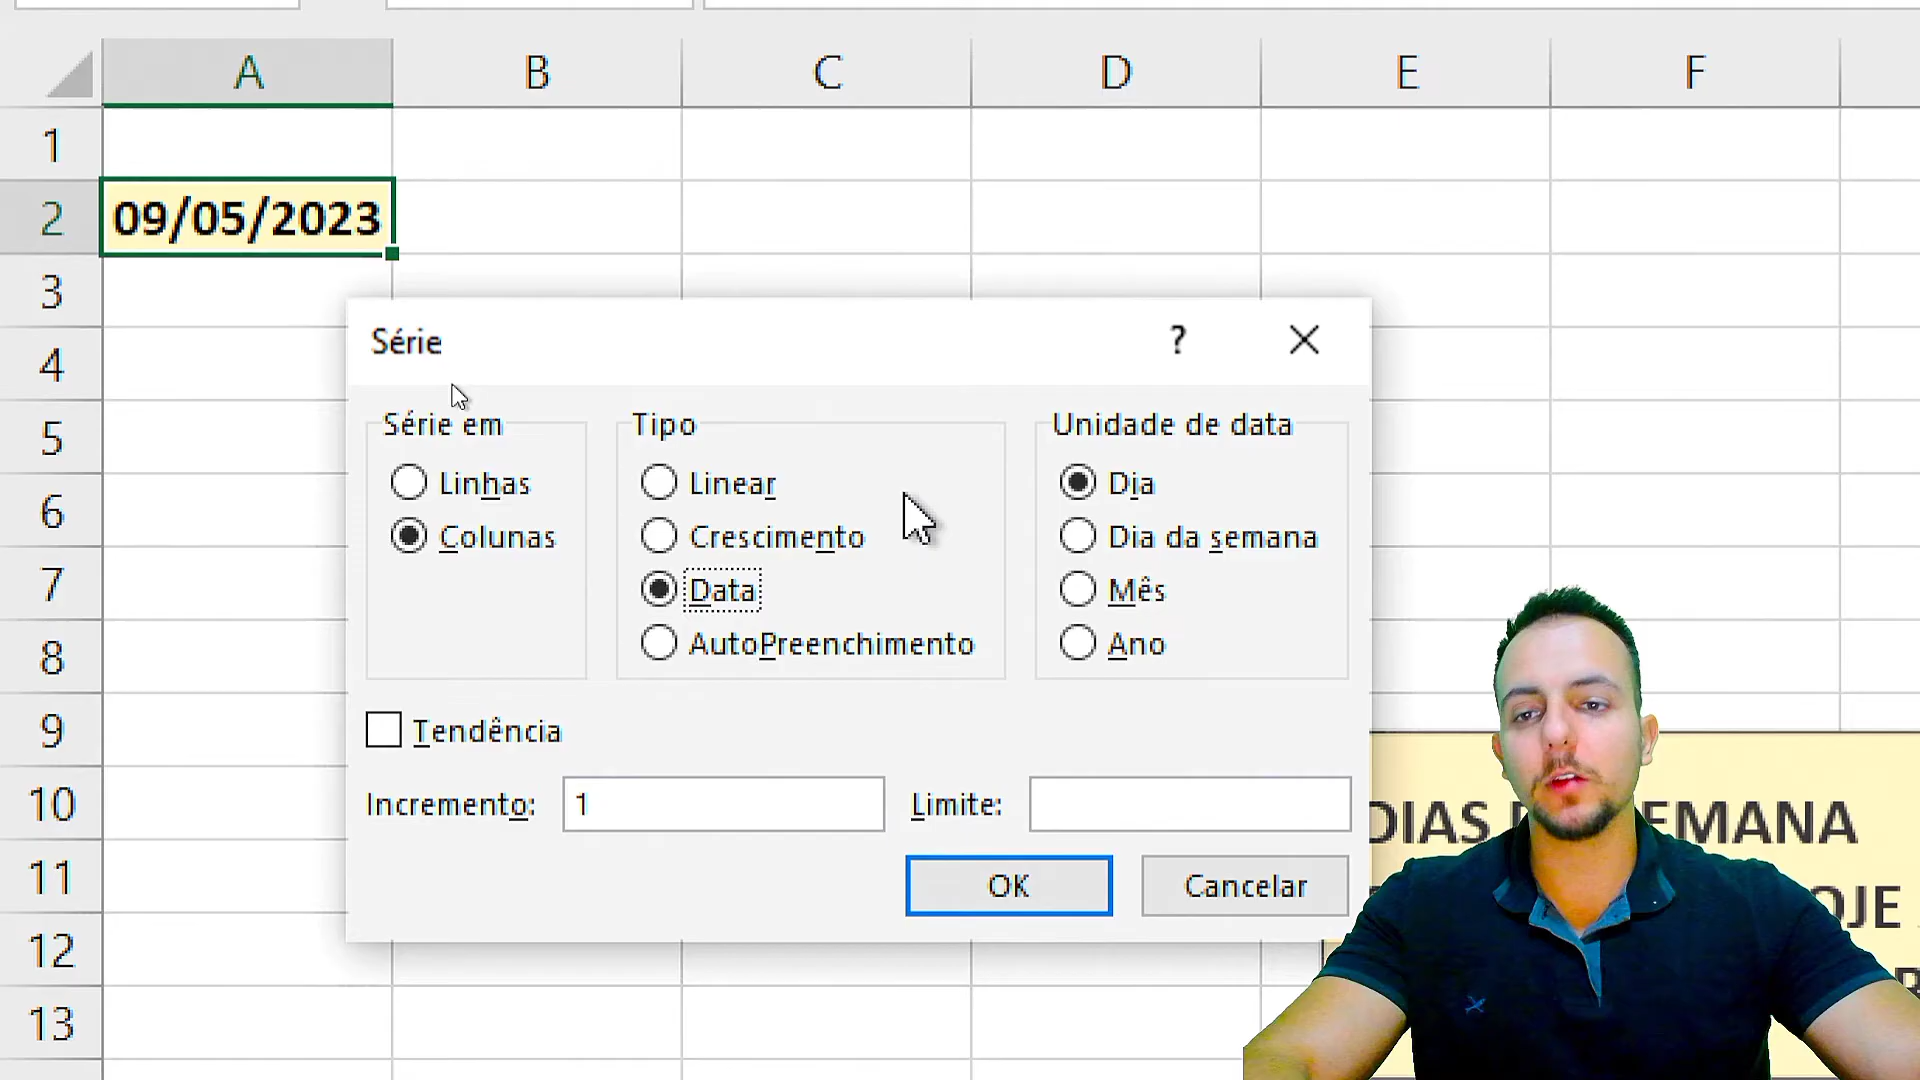 A B C D E F
1
2 09/05/2023
3
4
5
6
7
8
9
10
11
12
13
Série ?
Série em
Linhas
Colunas
Tipo
Linear
Crescimento
Data
AutoPreenchimento
Unidade de data
Dia
Dia da semana
Mês
Ano
Tendência
Incremento: 1 Limite:
OK Cancelar
DIAS EMANA
OJE